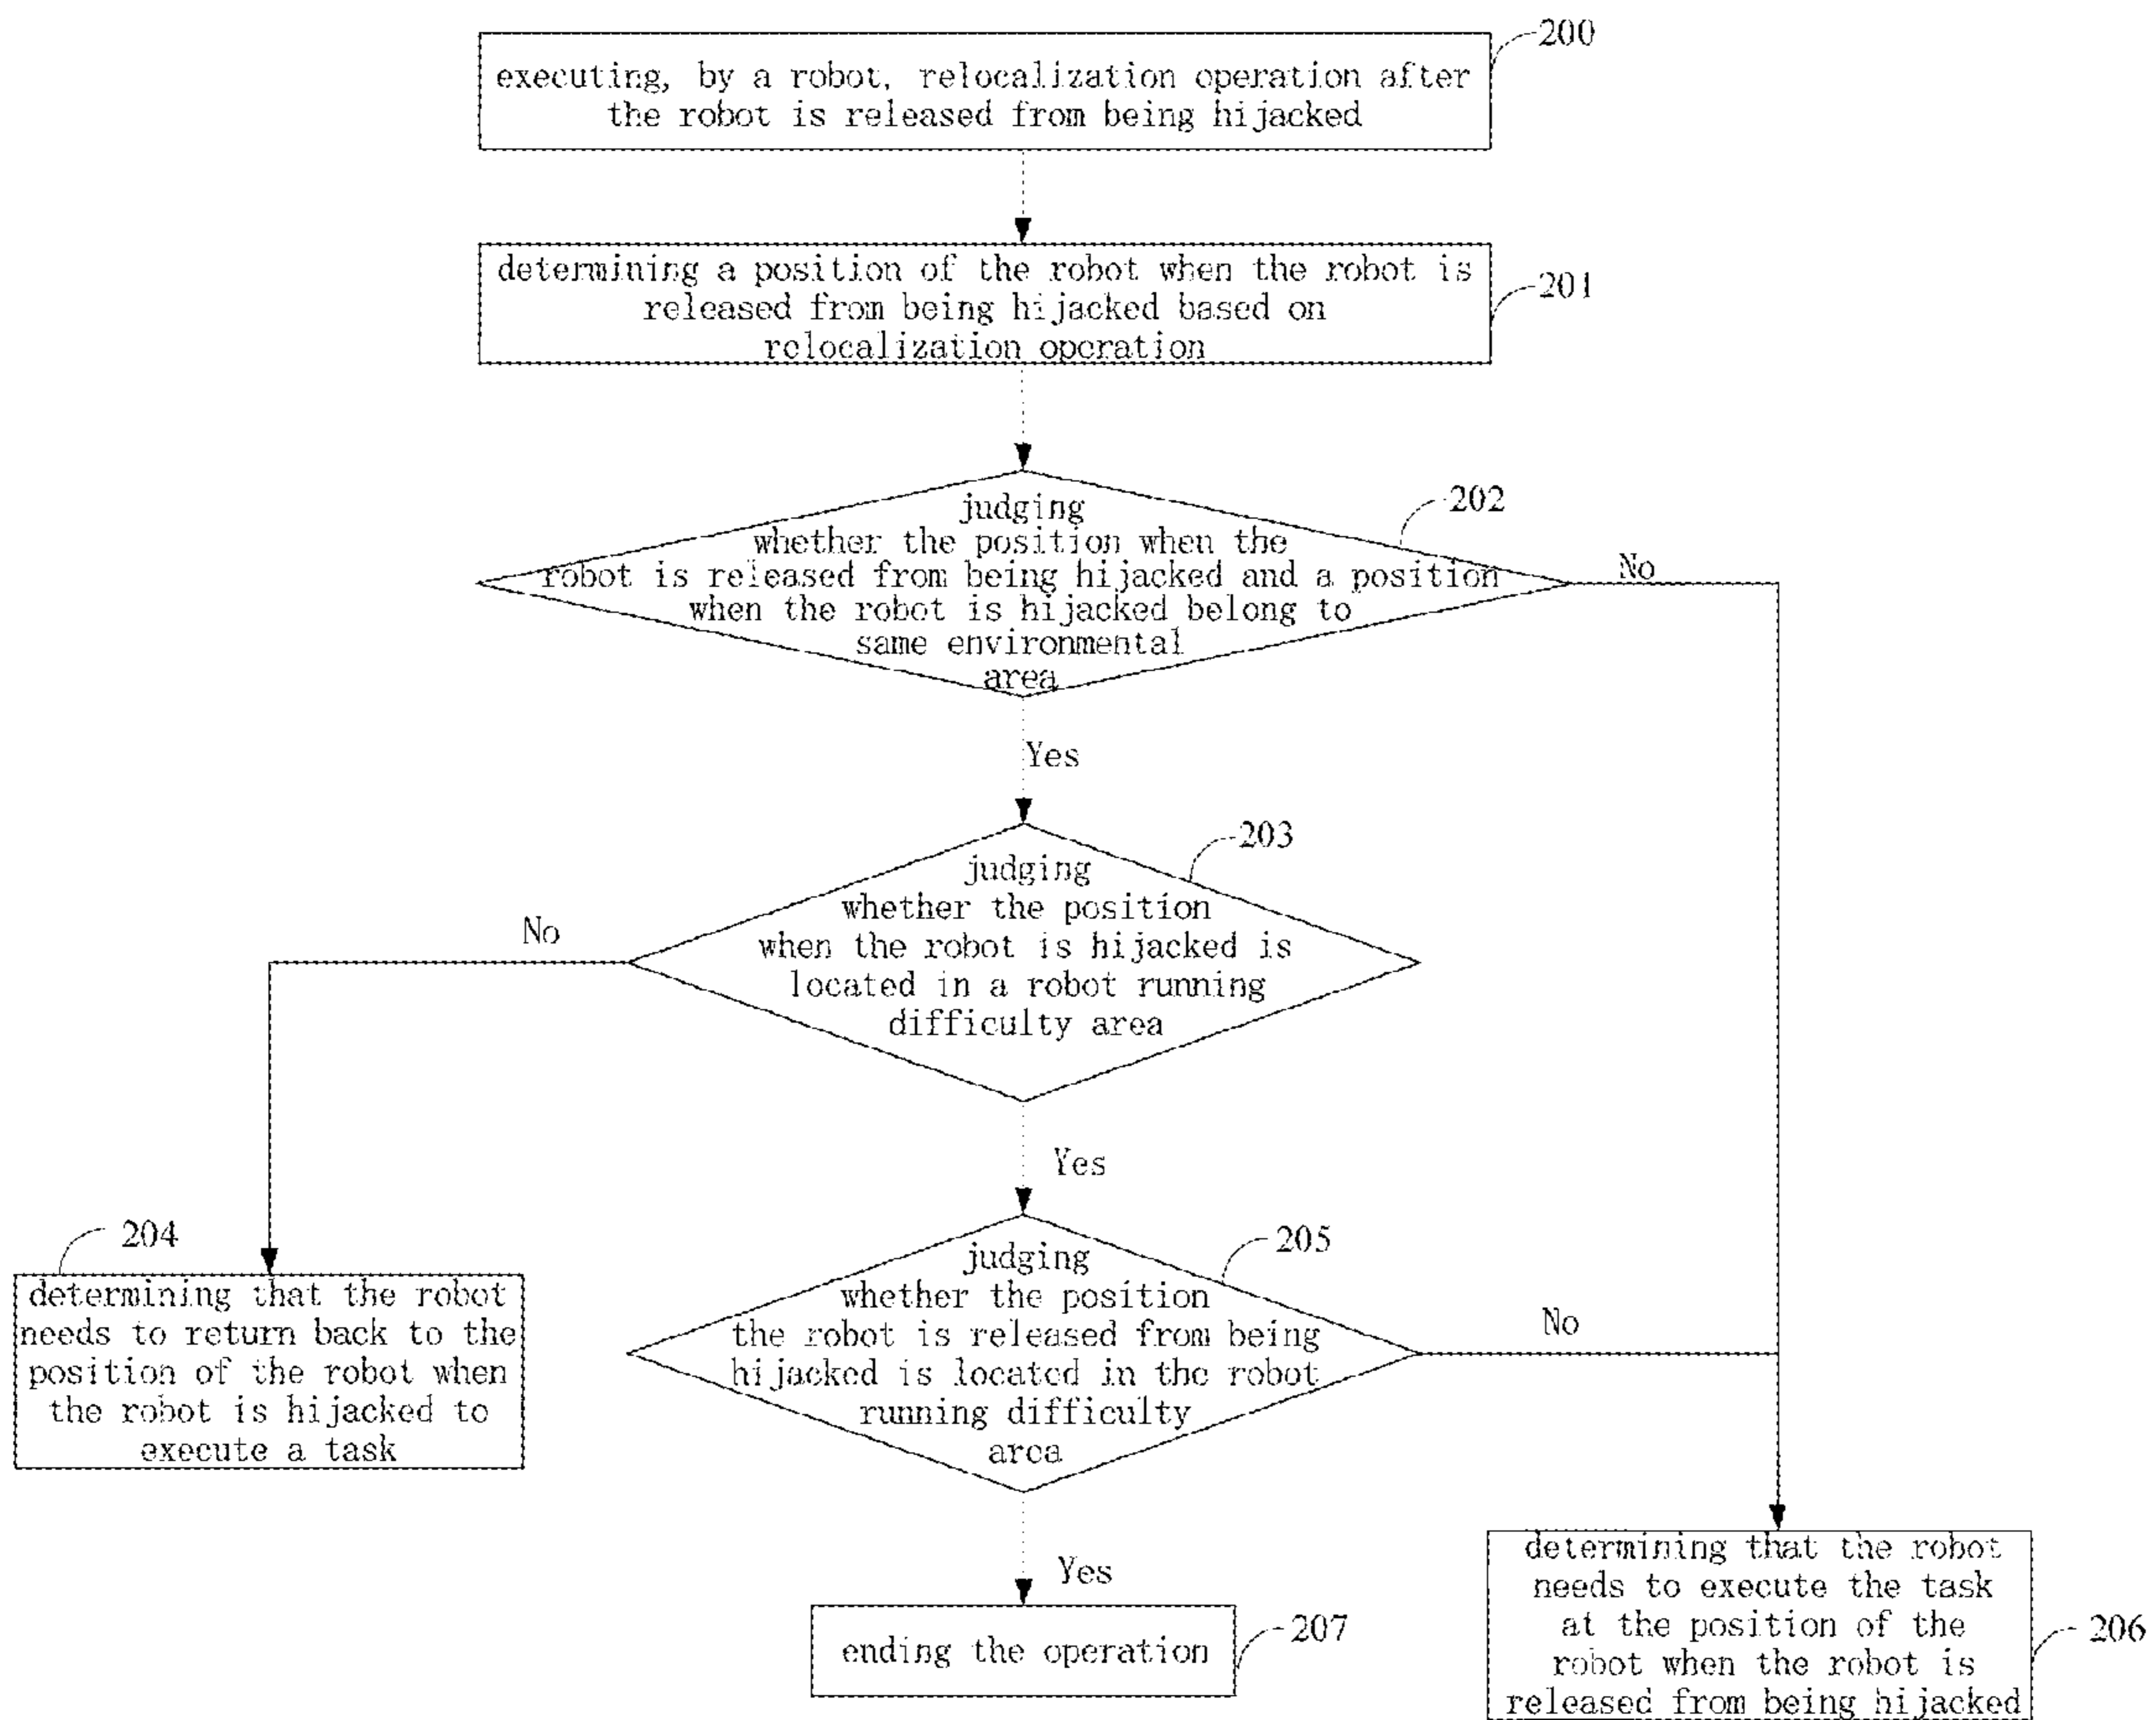 200
executing, by a robot, relocalization operation after
the robot is released from being hijacked
determining a position of the robot when the robot is
released from being hijacked based on
relocalization operation
201
202
judging
whether the position when the
robot is released from being hijacked and a position
when the robot is hijacked belong to
same environmental
area
No
Yes
203
judging
whether the position
when the robot is hijacked is
located in a robot running
difficulty area
No
Yes
204
determining that the robot
needs to return back to the
position of the robot when
the robot is hijacked to
execute a task
205
judging
whether the position
the robot is released from being
hijacked is located in the robot
running difficulty
area
No
Yes
ending the operation
207
determining that the robot
needs to execute the task
at the position of the
robot when the robot is
released from being hijacked
206